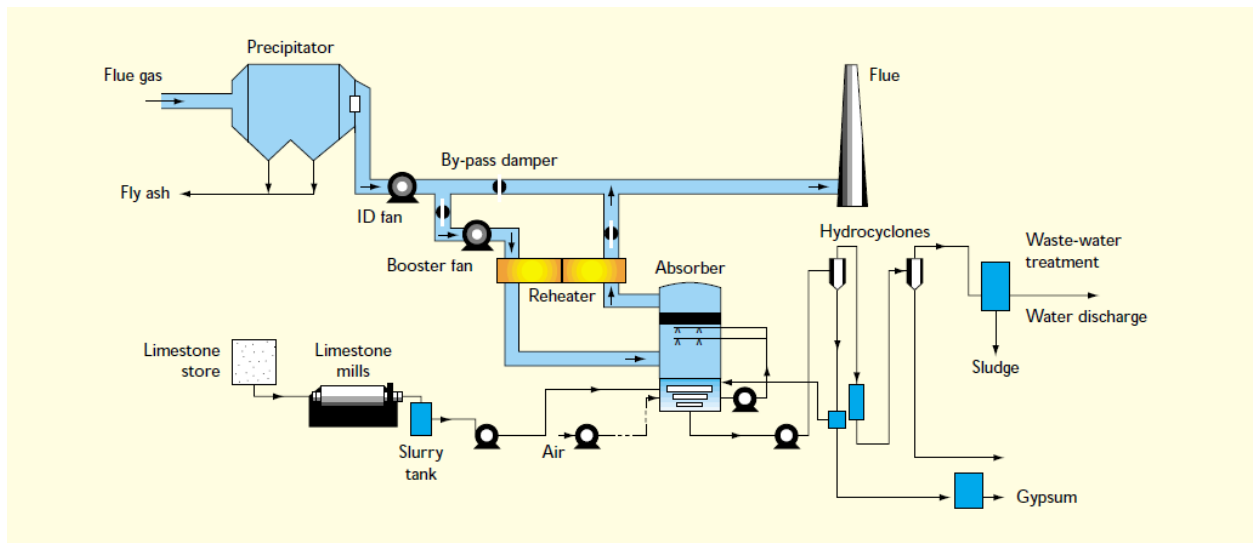 Precipitator
Flue gas
Flue
By-pass damper
Fly ash
ID fan
Hydrocyclones
Waste-water
treatment
Booster fan
Absorber
Reheater
Water discharge
Limestone
store
Limestone
mills
Sludge
Air
Slurry
tank
Gypsum